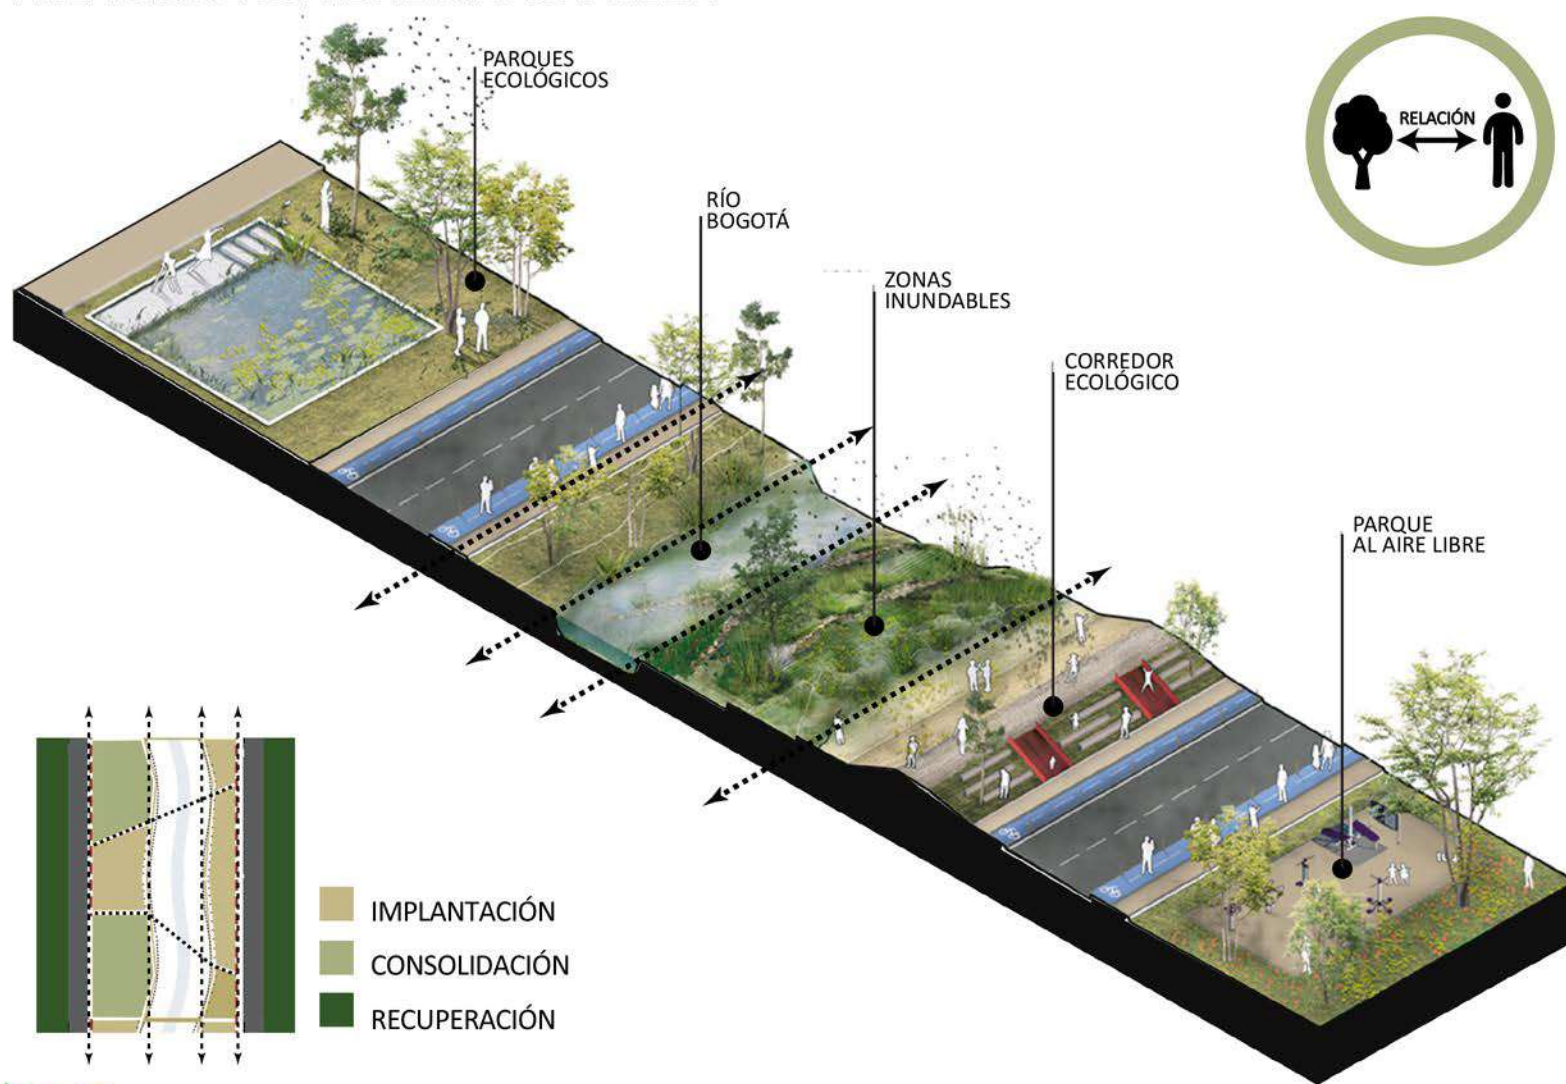 PARQUES
ECOLÓGICOS
RELACIÓN
RÍO
BOGOTÁ
ZONAS
INUNDABLES
CORREDOR
ECOLÓGICO
PARQUE
AL AIRE LIBRE
IMPLANTACIÓN
CONSOLIDACIÓN
RECUPERACIÓN